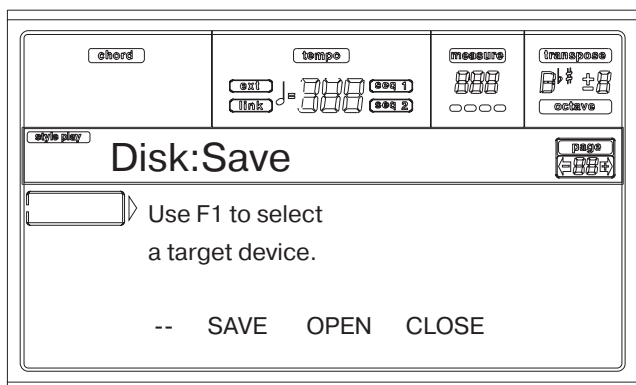 chord
tempo
measure
transpose
ext
link
=
seq 1
seq 2
octave
style play
Disk:Save
page
Use F1 to select
a target device.
-- SAVE OPEN CLOSE